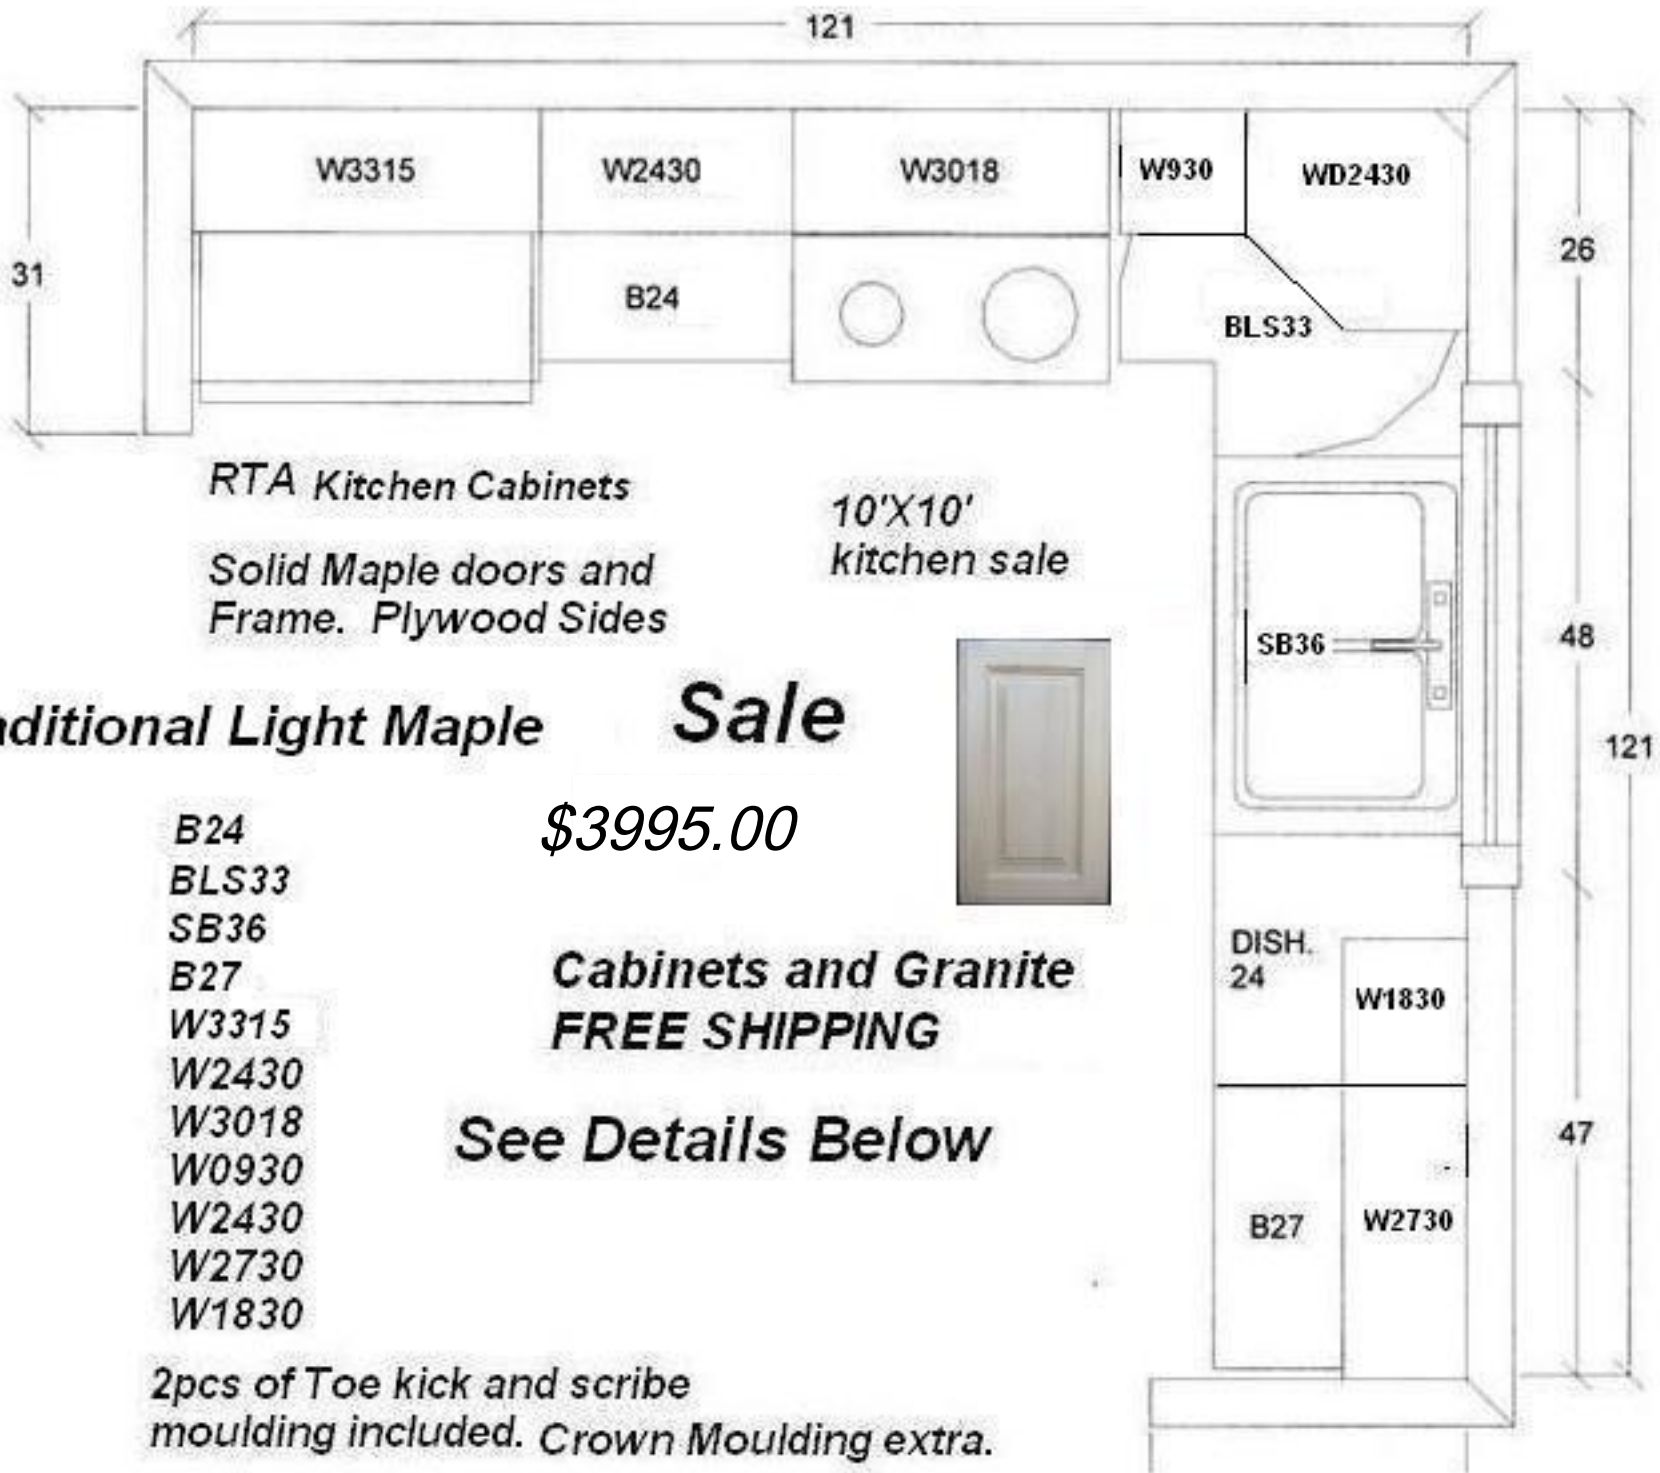 121
W3315
W2430
W3018
W930
WD2430
31
26
B24
BLS33
RTA Kitchen Cabinets
10'X10'
kitchen sale
Solid Maple doors and
Frame. Plywood Sides
SB36
48
aditional Light Maple
Sale
121
$3995.00
B24
BLS33
SB36
B27
W3315
W2430
W3018
W0930
W2430
W2730
W1830
Cabinets and Granite
FREE SHIPPING
See Details Below
DISH.
24
W1830
47
B27
W2730
2pcs of Toe kick and scribe
moulding included. Crown Moulding extra.